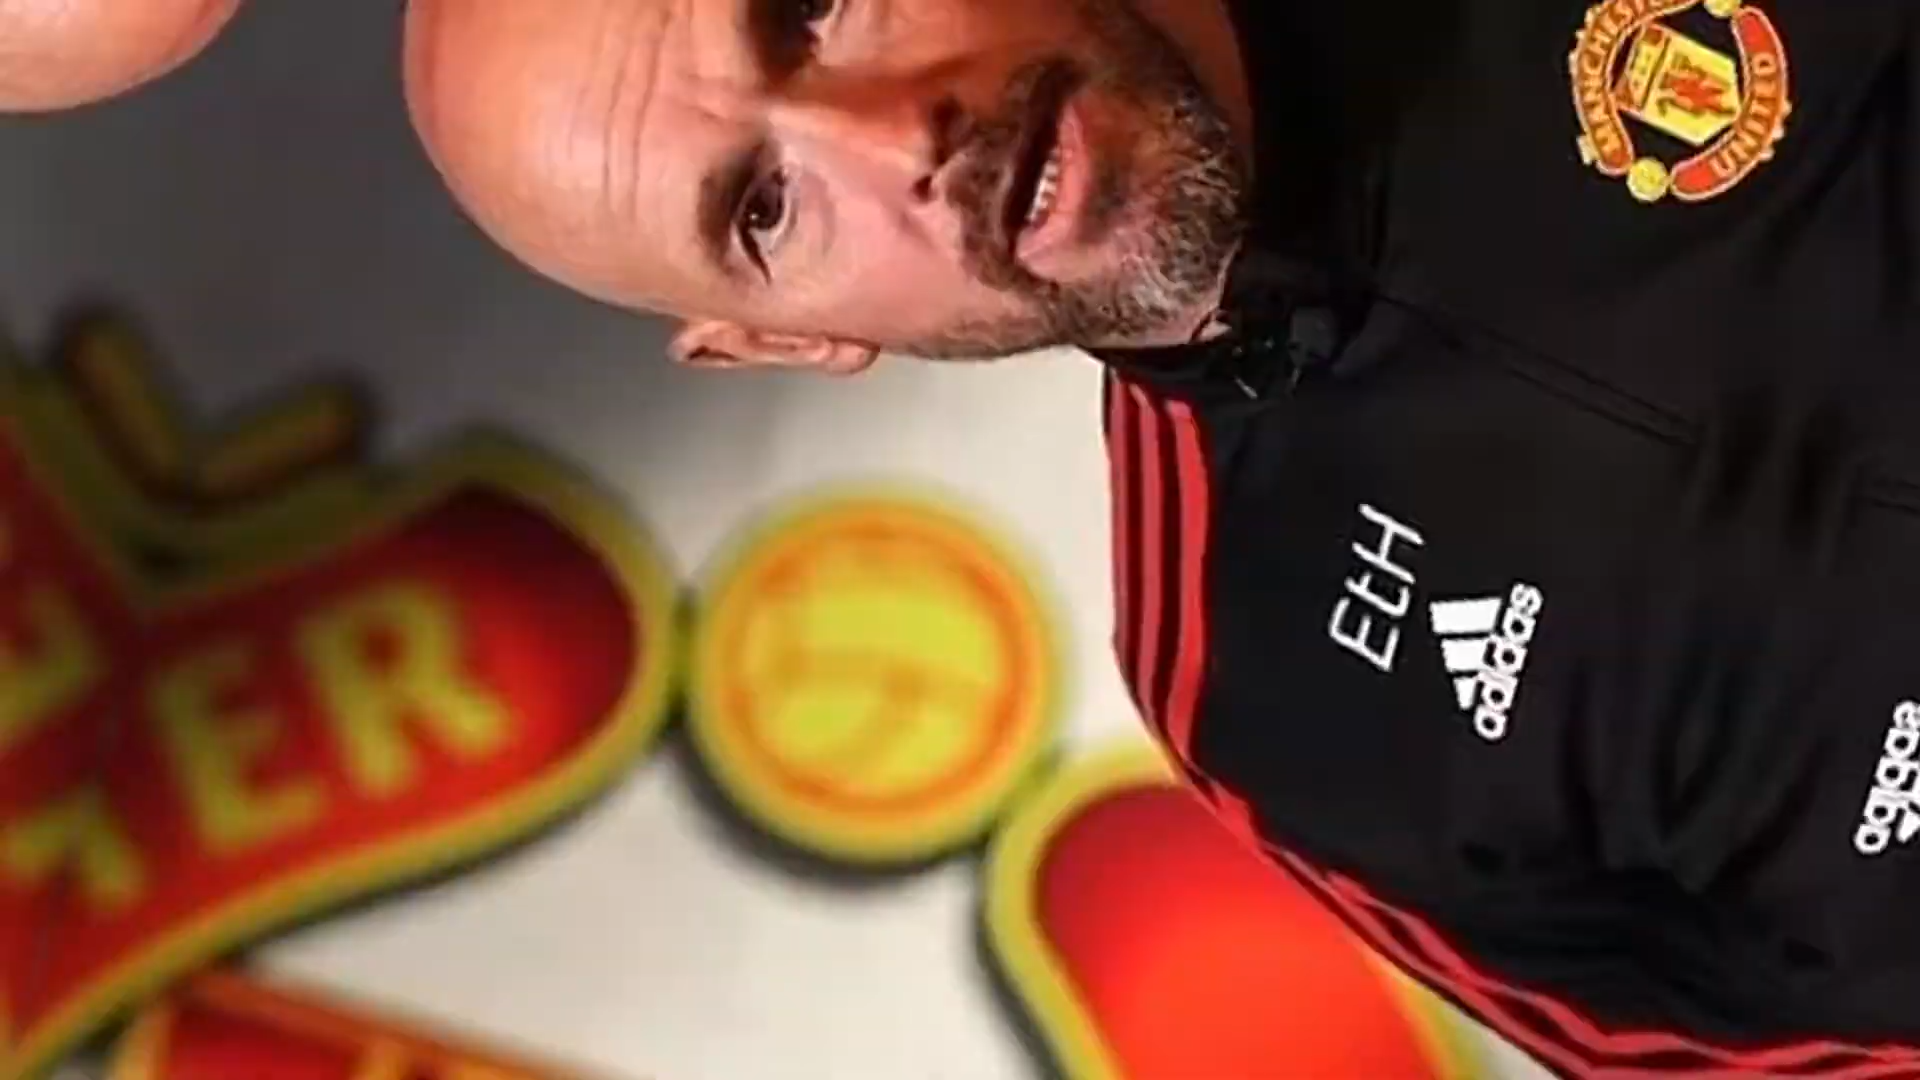 MANCHESTER
UNITED
EtH
adidas
adidas
ER